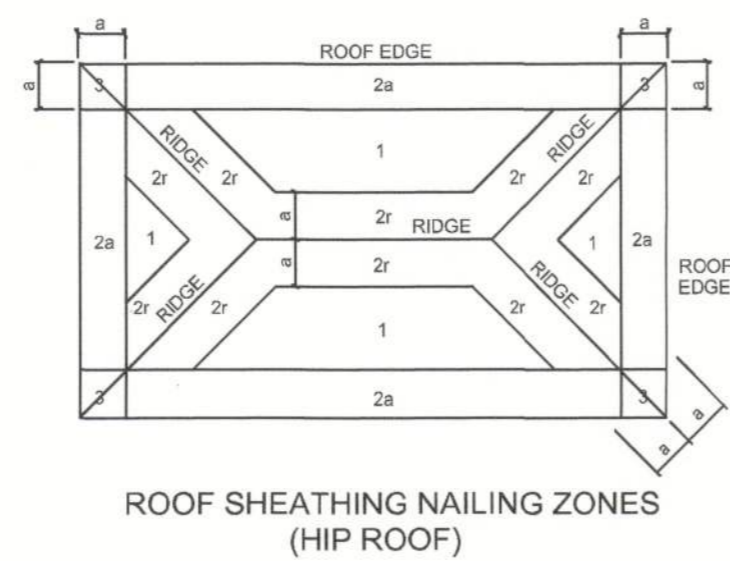 a
a
ROOF EDGE
a
3
2a
3
a
RIDGE
1
RIDGE
2r
2r
2r
2r
a
2r
RIDGE
2a
1
1
2a
a
2r
ROOF
EDGE
2r
RIDGE
2r
2r
RIDGE
2r
1
3
2a
3
a
a
ROOF SHEATHING NAILING ZONES
(HIP ROOF)